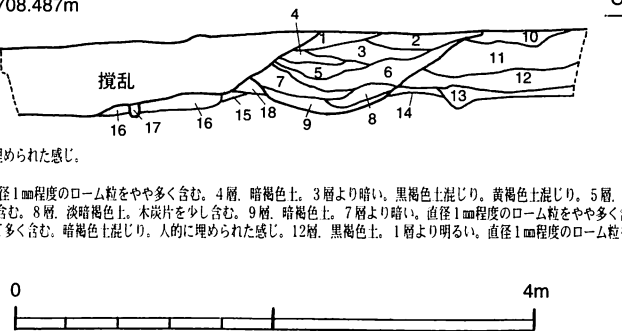 708.487m
4
1
2
10
3
11
5
6
12
撹乱
7
13
14
8
9
18
15
16
17
16
埋められた感じ。
径1㎜程度のローム粒をやや多く含む。4層. 暗褐色土。3層より暗い。黒褐色土混じり。黄褐色土混じり。5層.
含む。8層. 淡暗褐色土。木炭片を少し含む。9層. 暗褐色土。7層より暗い。直径1㎜程度のローム粒をやや多く
多く含む。暗褐色土混じり。人的に埋められた感じ。12層. 黒褐色土。1層より明るい。直径1㎜程度のローム粒を
0
4m